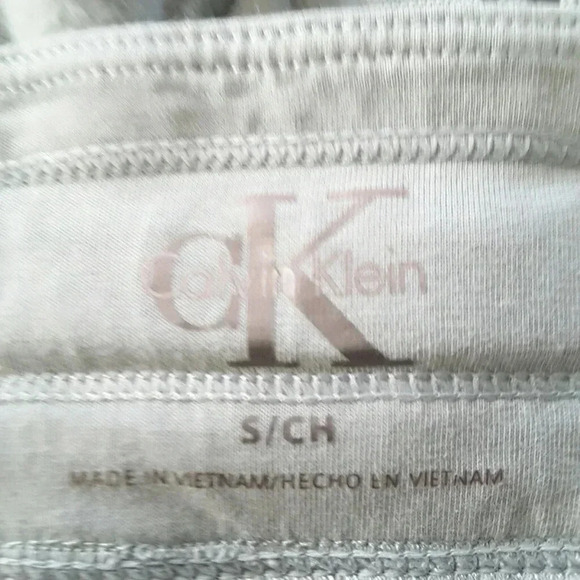 CK
Calvin Klein
S/CH
MADE IN VIETNAM/HECHO EN VIETNAM